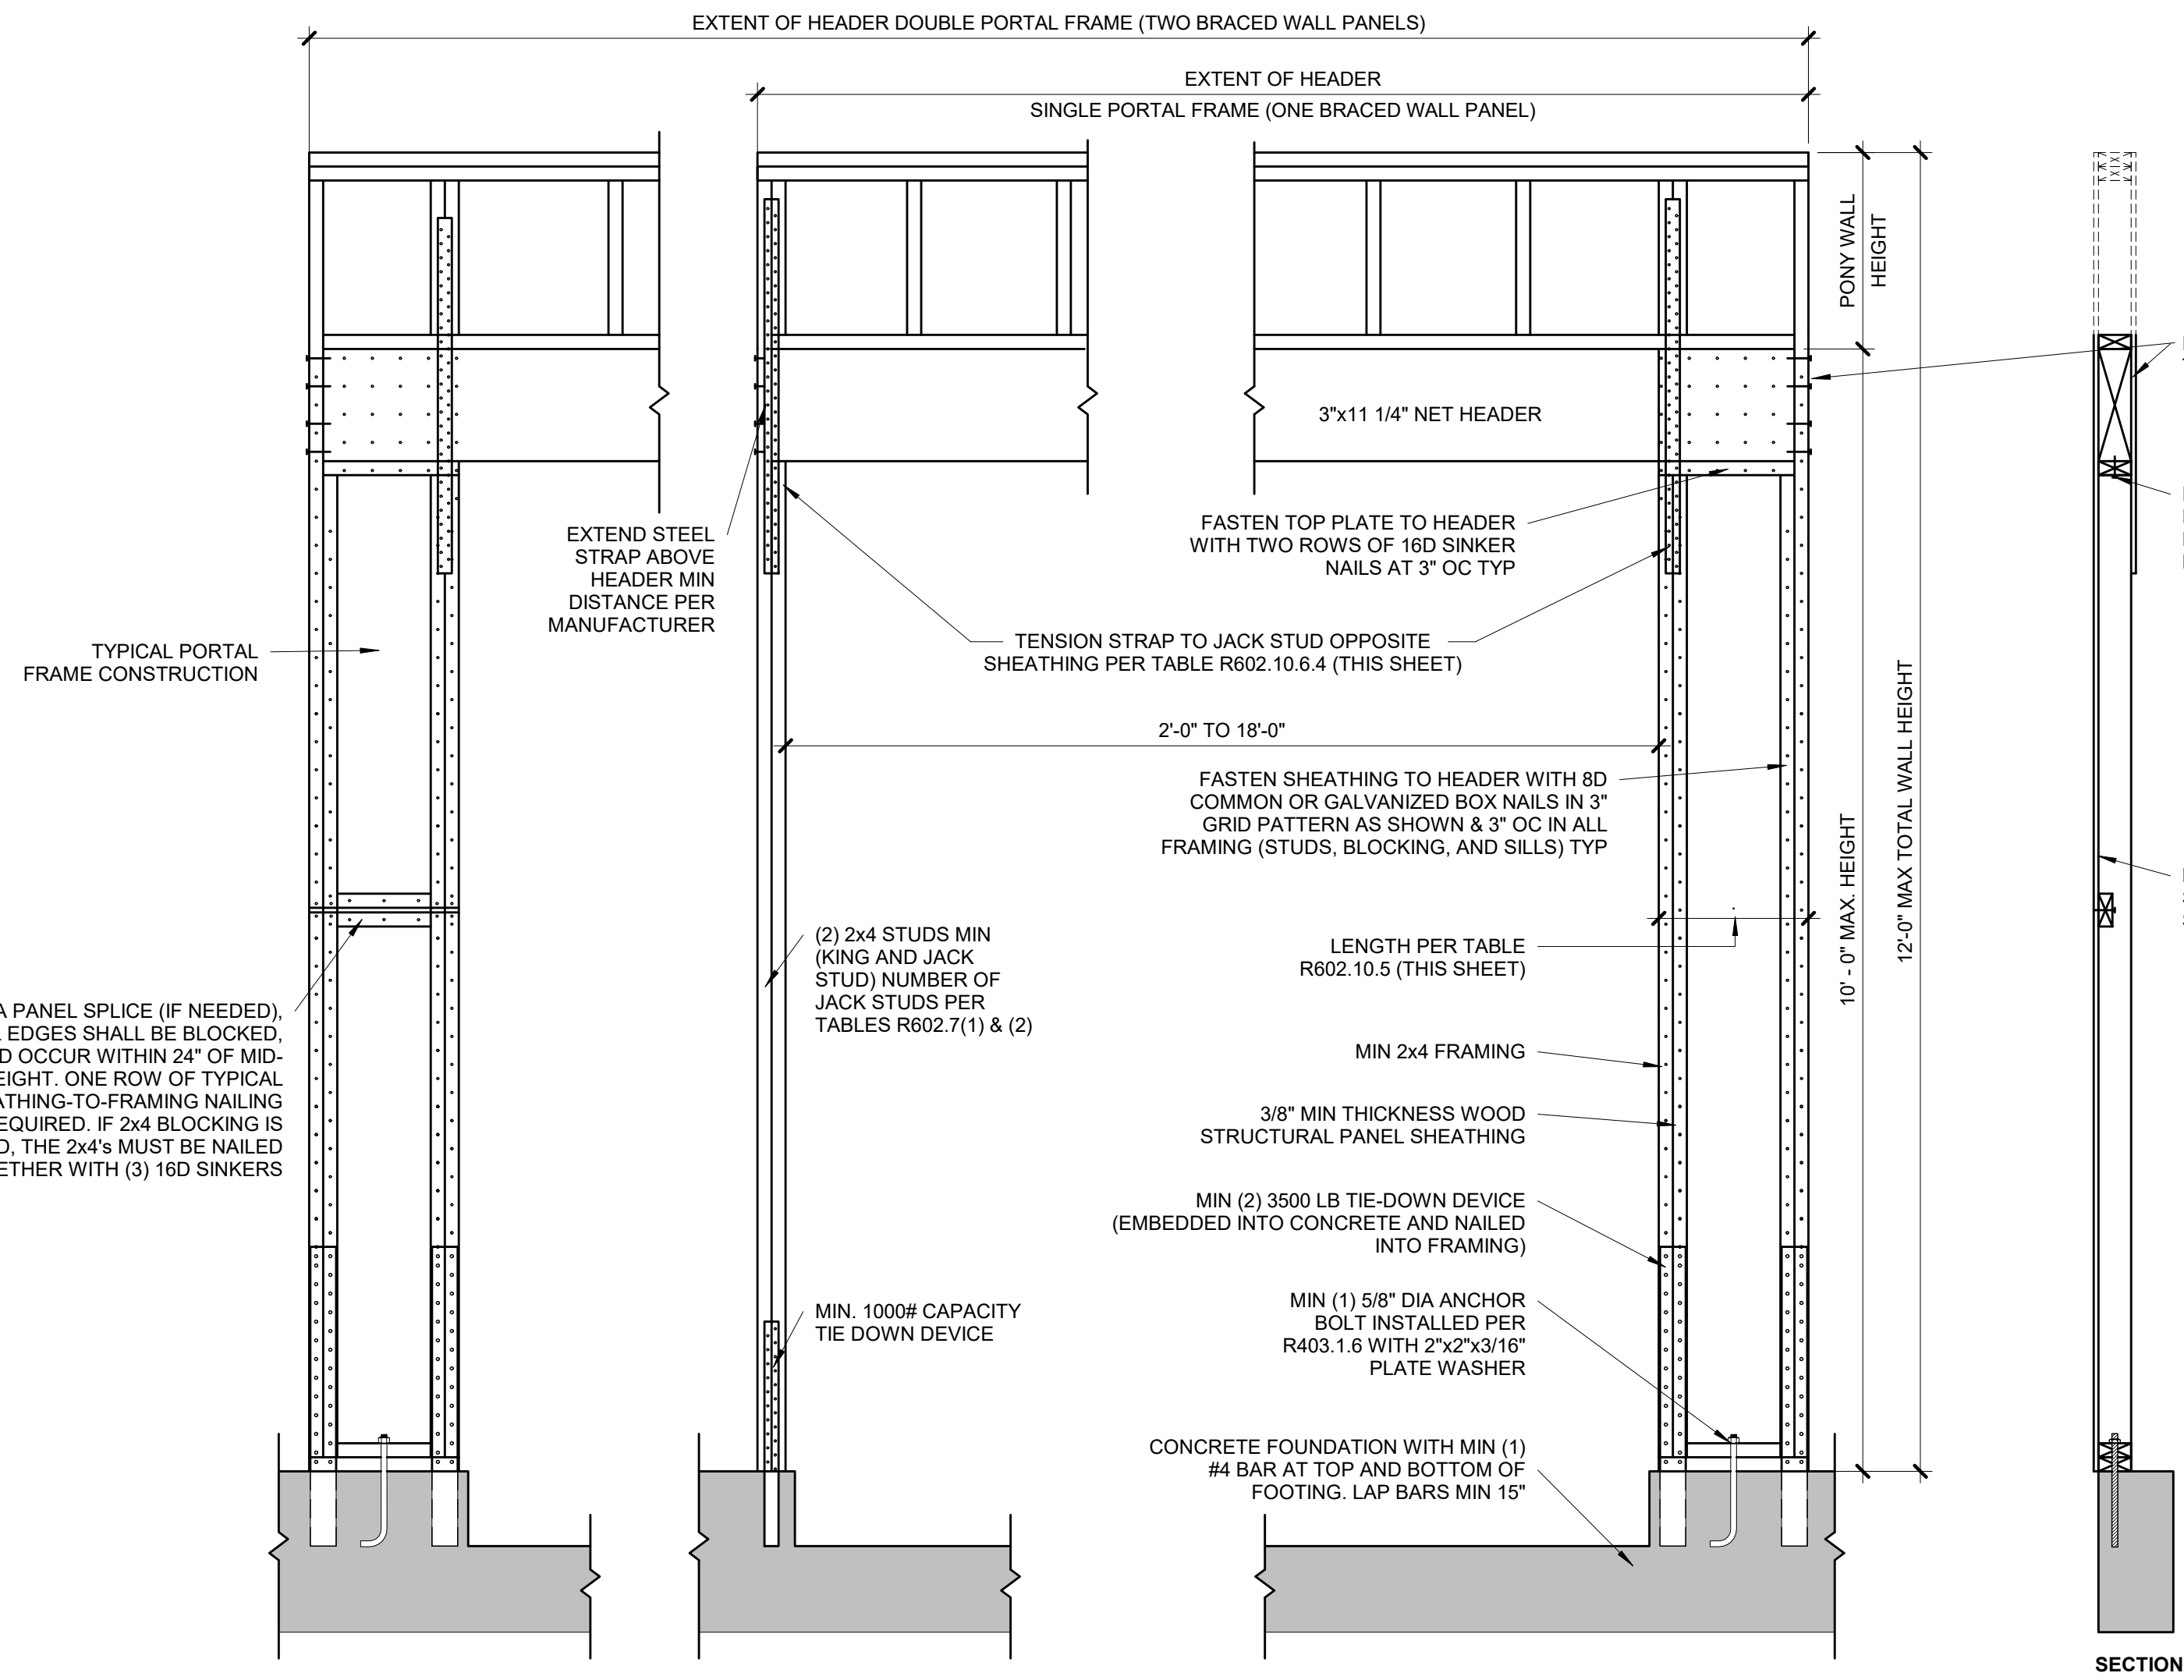 EXTENT OF HEADER DOUBLE PORTAL FRAME (TWO BRACED WALL PANELS)
EXTENT OF HEADER
SINGLE PORTAL FRAME (ONE BRACED WALL PANEL)
PONY WALL
HEIGHT
3"x11 1/4" NET HEADER
EXTEND STEEL
STRAP ABOVE
HEADER MIN
DISTANCE PER
MANUFACTURER
FASTEN TOP PLATE TO HEADER
WITH TWO ROWS OF 16D SINKER
NAILS AT 3" OC TYP
TYPICAL PORTAL
FRAME CONSTRUCTION
TENSION STRAP TO JACK STUD OPPOSITE
SHEATHING PER TABLE R602.10.6.4 (THIS SHEET)
2'-0" TO 18'-0"
FASTEN SHEATHING TO HEADER WITH 8D
COMMON OR GALVANIZED BOX NAILS IN 3"
GRID PATTERN AS SHOWN & 3" OC IN ALL
FRAMING (STUDS, BLOCKING, AND SILLS) TYP
10' - 0" MAX. HEIGHT
12'-0" MAX TOTAL WALL HEIGHT
(2) 2x4 STUDS MIN
(KING AND JACK
STUD) NUMBER OF
JACK STUDS PER
TABLES R602.7(1) & (2)
LENGTH PER TABLE
R602.10.5 (THIS SHEET)
A PANEL SPLICE (IF NEEDED),
EDGES SHALL BE BLOCKED,
OCCUR WITHIN 24" OF MID-
ONE ROW OF TYPICAL
ATHING-TO-FRAMING NAILING
EQUIRED. IF 2x4 BLOCKING IS
D, THE 2x4's MUST BE NAILED
ETHER WITH (3) 16D SINKERS
MIN 2x4 FRAMING
3/8" MIN THICKNESS WOOD
STRUCTURAL PANEL SHEATHING
MIN (2) 3500 LB TIE-DOWN DEVICE
(EMBEDDED INTO CONCRETE AND NAILED
INTO FRAMING)
MIN. 1000# CAPACITY
TIE DOWN DEVICE
MIN (1) 5/8" DIA ANCHOR
BOLT INSTALLED PER
R403.1.6 WITH 2"x2"x3/16"
PLATE WASHER
CONCRETE FOUNDATION WITH MIN (1)
#4 BAR AT TOP AND BOTTOM OF
FOOTING. LAP BARS MIN 15"
SECTION